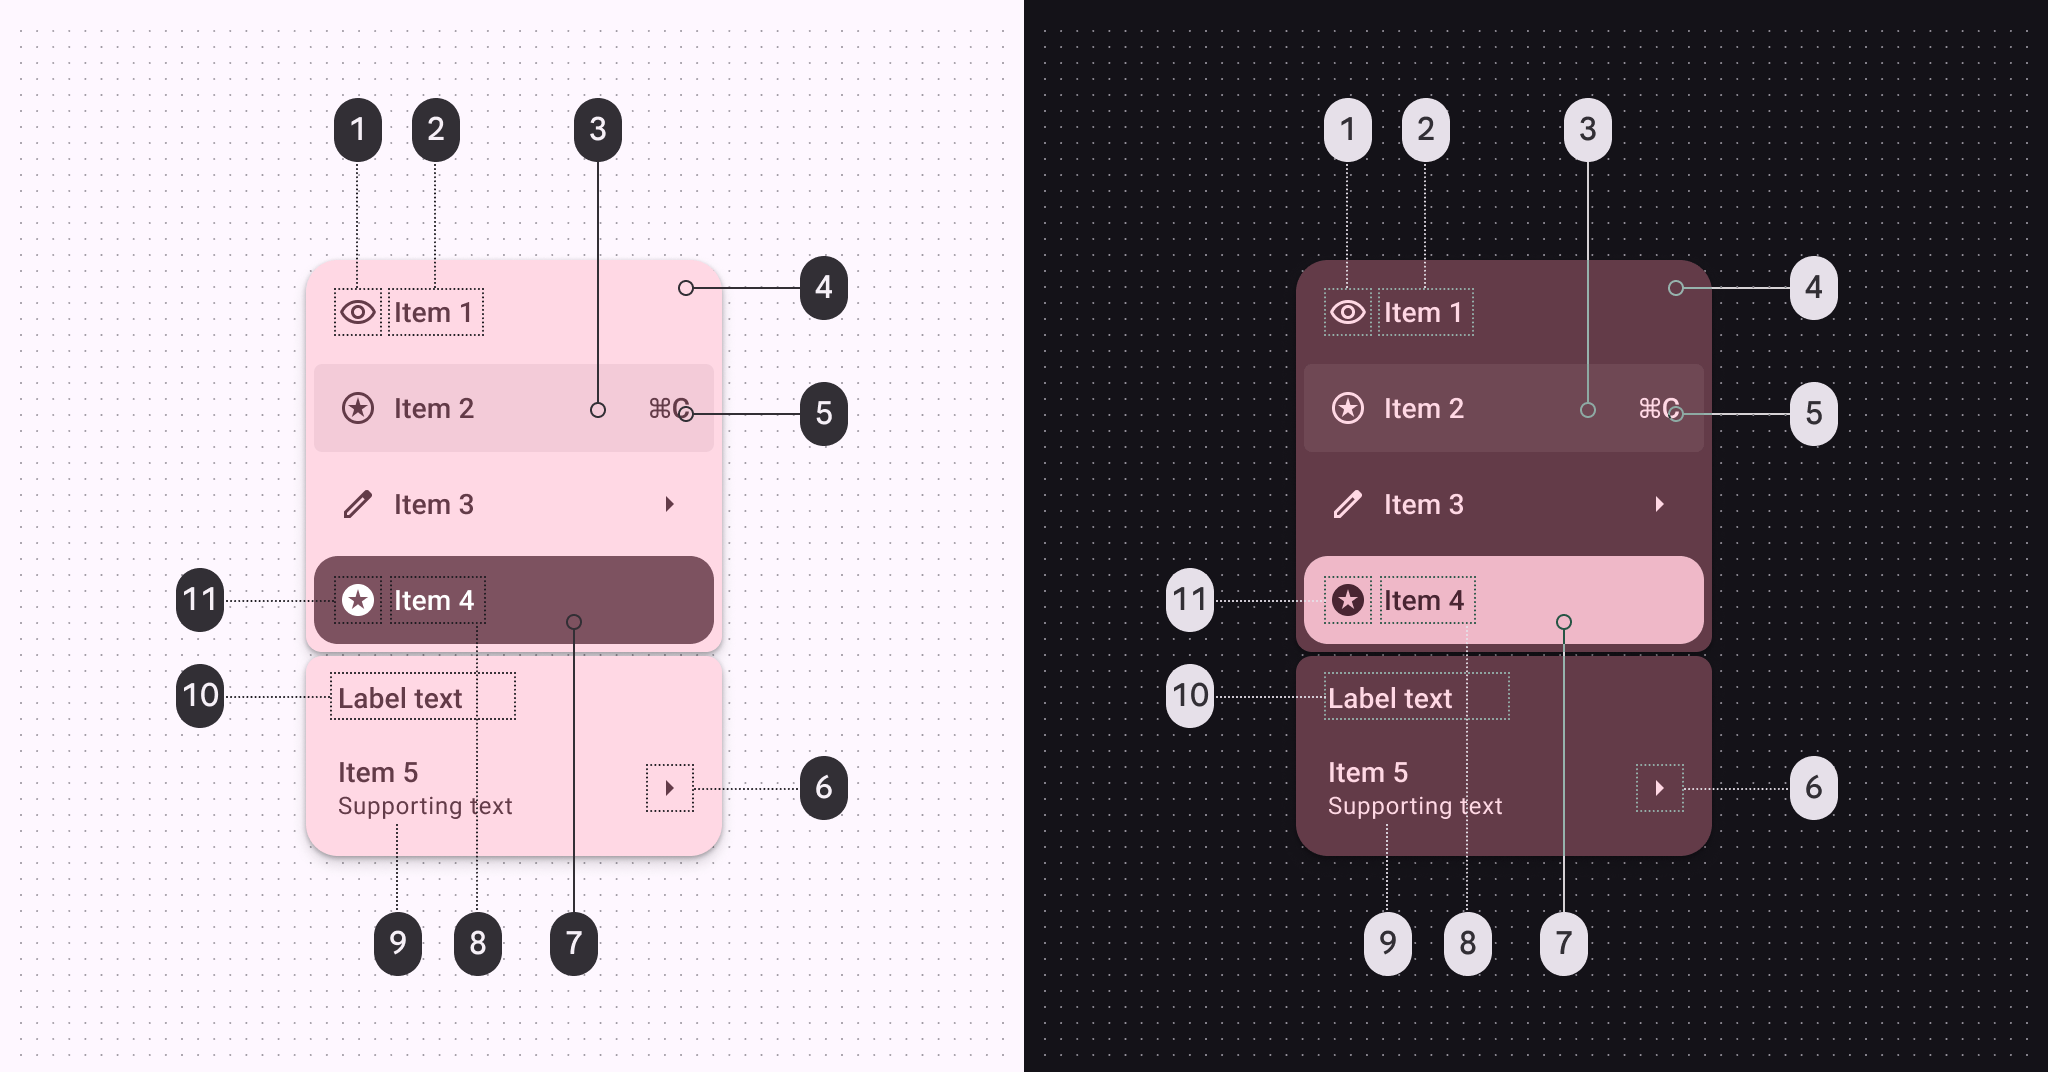 1 2 3
4
Item 1
5
Item 2 ⌘C
Item 3
11
Item 4
10
Label text
6
Item 5
Supporting text
9 8 7
1 2 3
4
Item 1
5
Item 2 ⌘C
Item 3
11
Item 4
10
Label text
6
Item 5
Supporting text
9 8 7